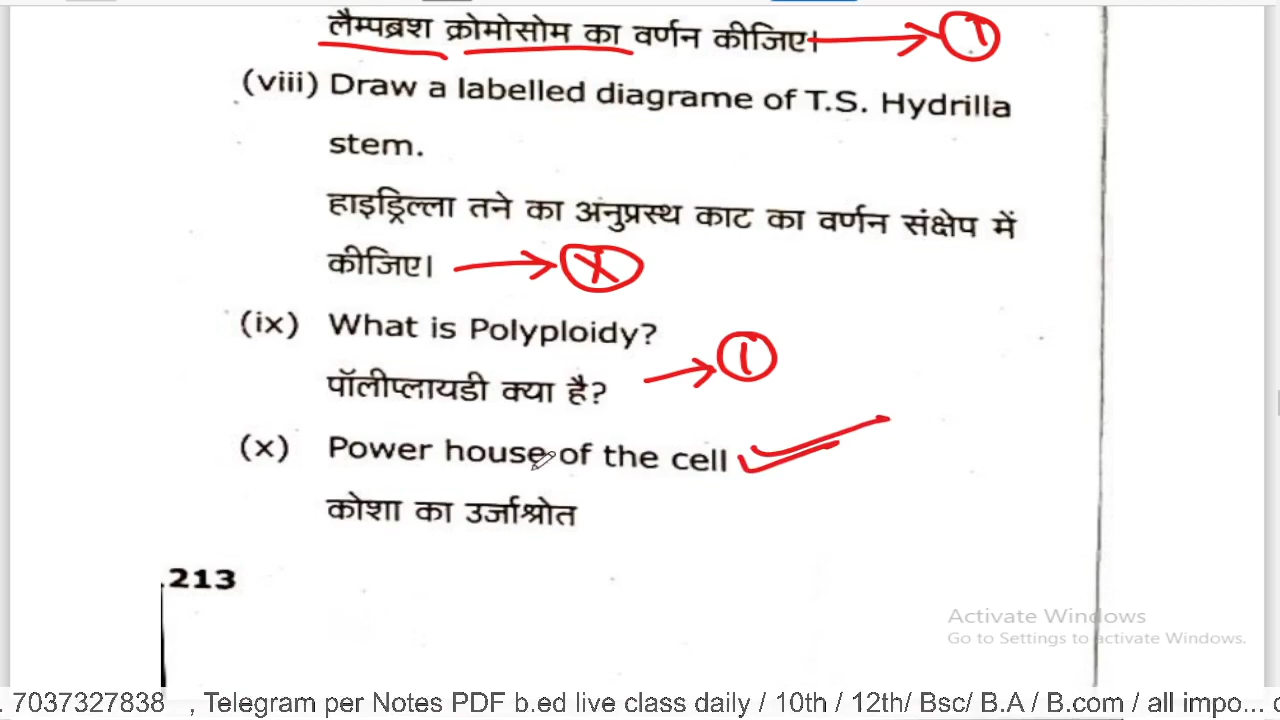 लैम्पब्रश क्रोमोसोम का वर्णन कीजिए। 1
(viii) Draw a labelled diagrame of T.S. Hydrilla
stem.
हाइड्रिल्ला तने का अनुप्रस्थ काट का वर्णन संक्षेप में
कीजिए। X
(ix) What is Polyploidy?
1
पॉलीप्लायडी क्या है?
(x) Power house of the cell
कोशा का उर्जाश्रोत
.213
Activate Windows
Go to Settings to activate Windows.
. 7037327838 , Telegram per Notes PDF b.ed live class daily / 10th / 12th/ Bsc/ B.A / B.com / all impo...